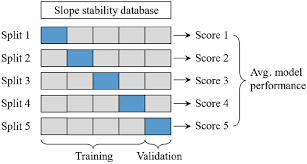 Slope stability database
Split 1 Score 1
Split 2 Score 2
Split 3 Score 3
Split 4 Score 4
Split 5 Score 5
Avg. model
performance
Training Validation